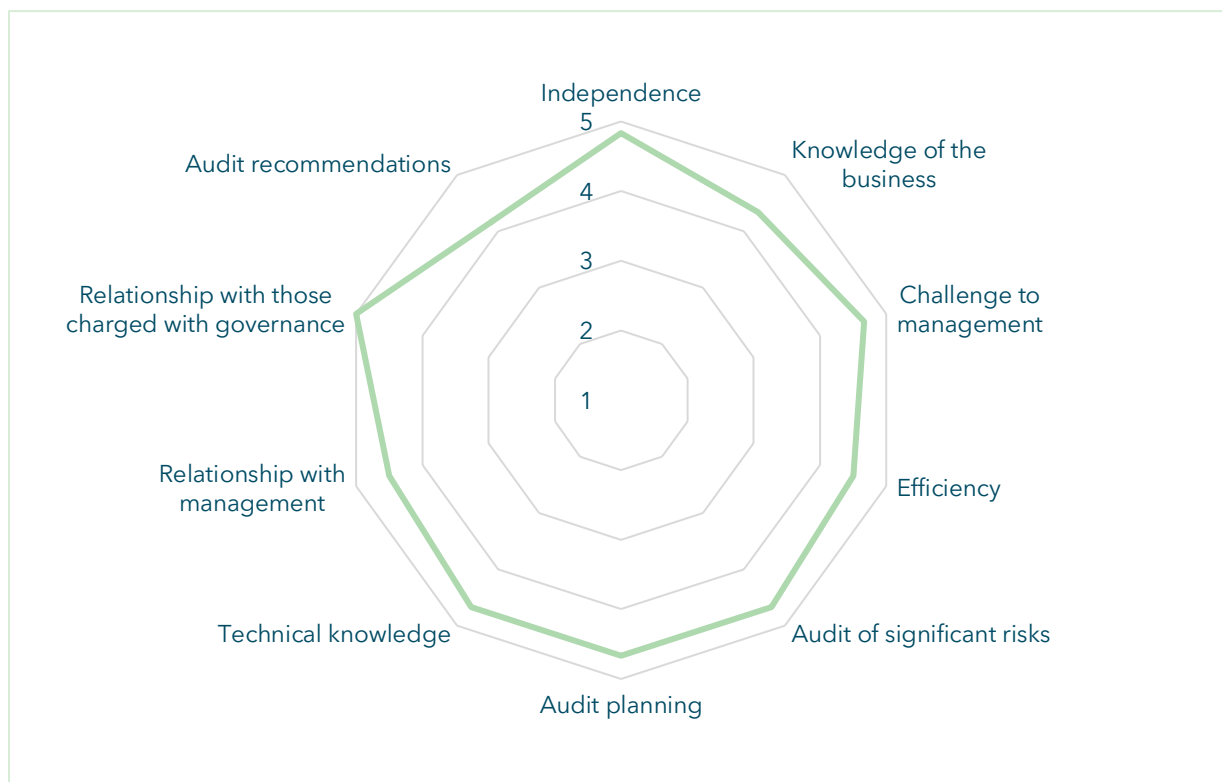 Independence
5
Knowledge of the
business
Audit recommendations
4
3
Relationship with those
charged with governance
Challenge to
management
2
1
Relationship with
management
Efficiency
Technical knowledge
Audit of significant risks
Audit planning